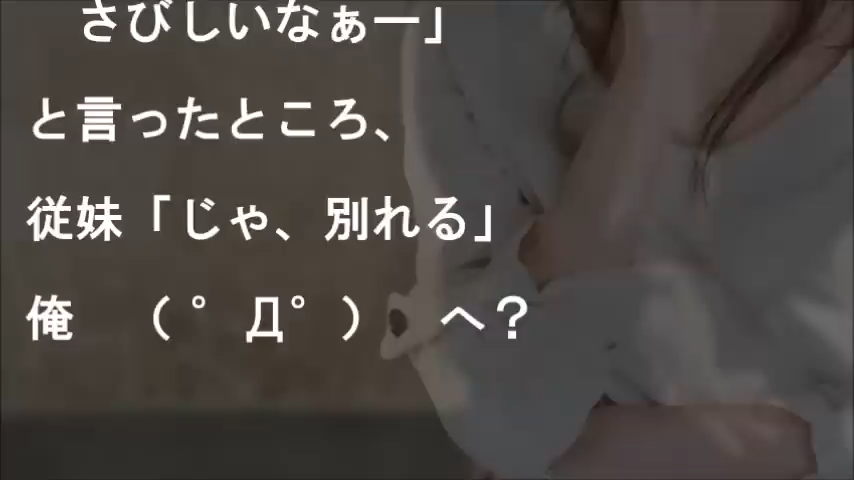 さびしいなぁー」
と言ったところ、
従妹「じゃ、別れる」
俺　（ ﾟ Дﾟ ）　へ？